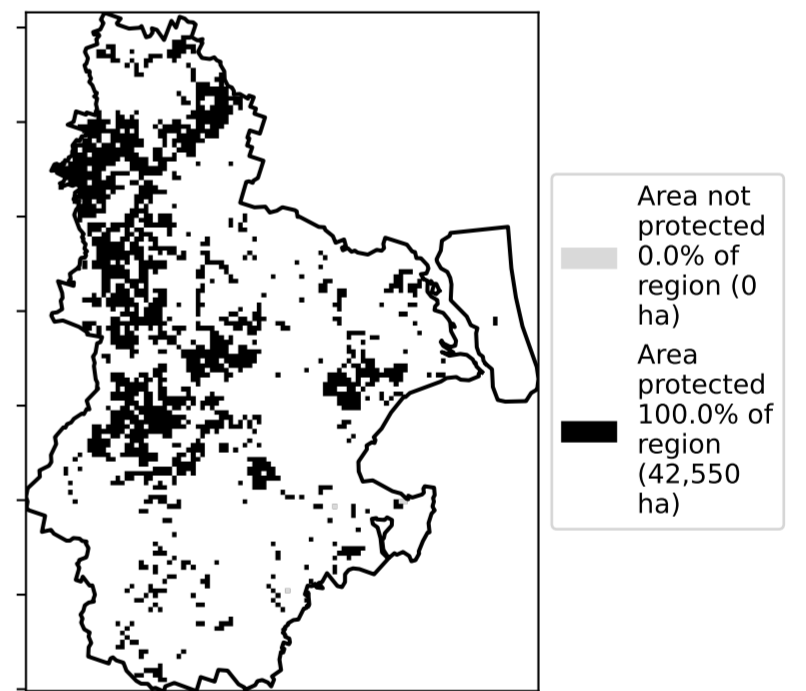 Area not
protected
0.0% of
region (0
ha)
Area
protected
100.0% of
region
(42,550
ha)